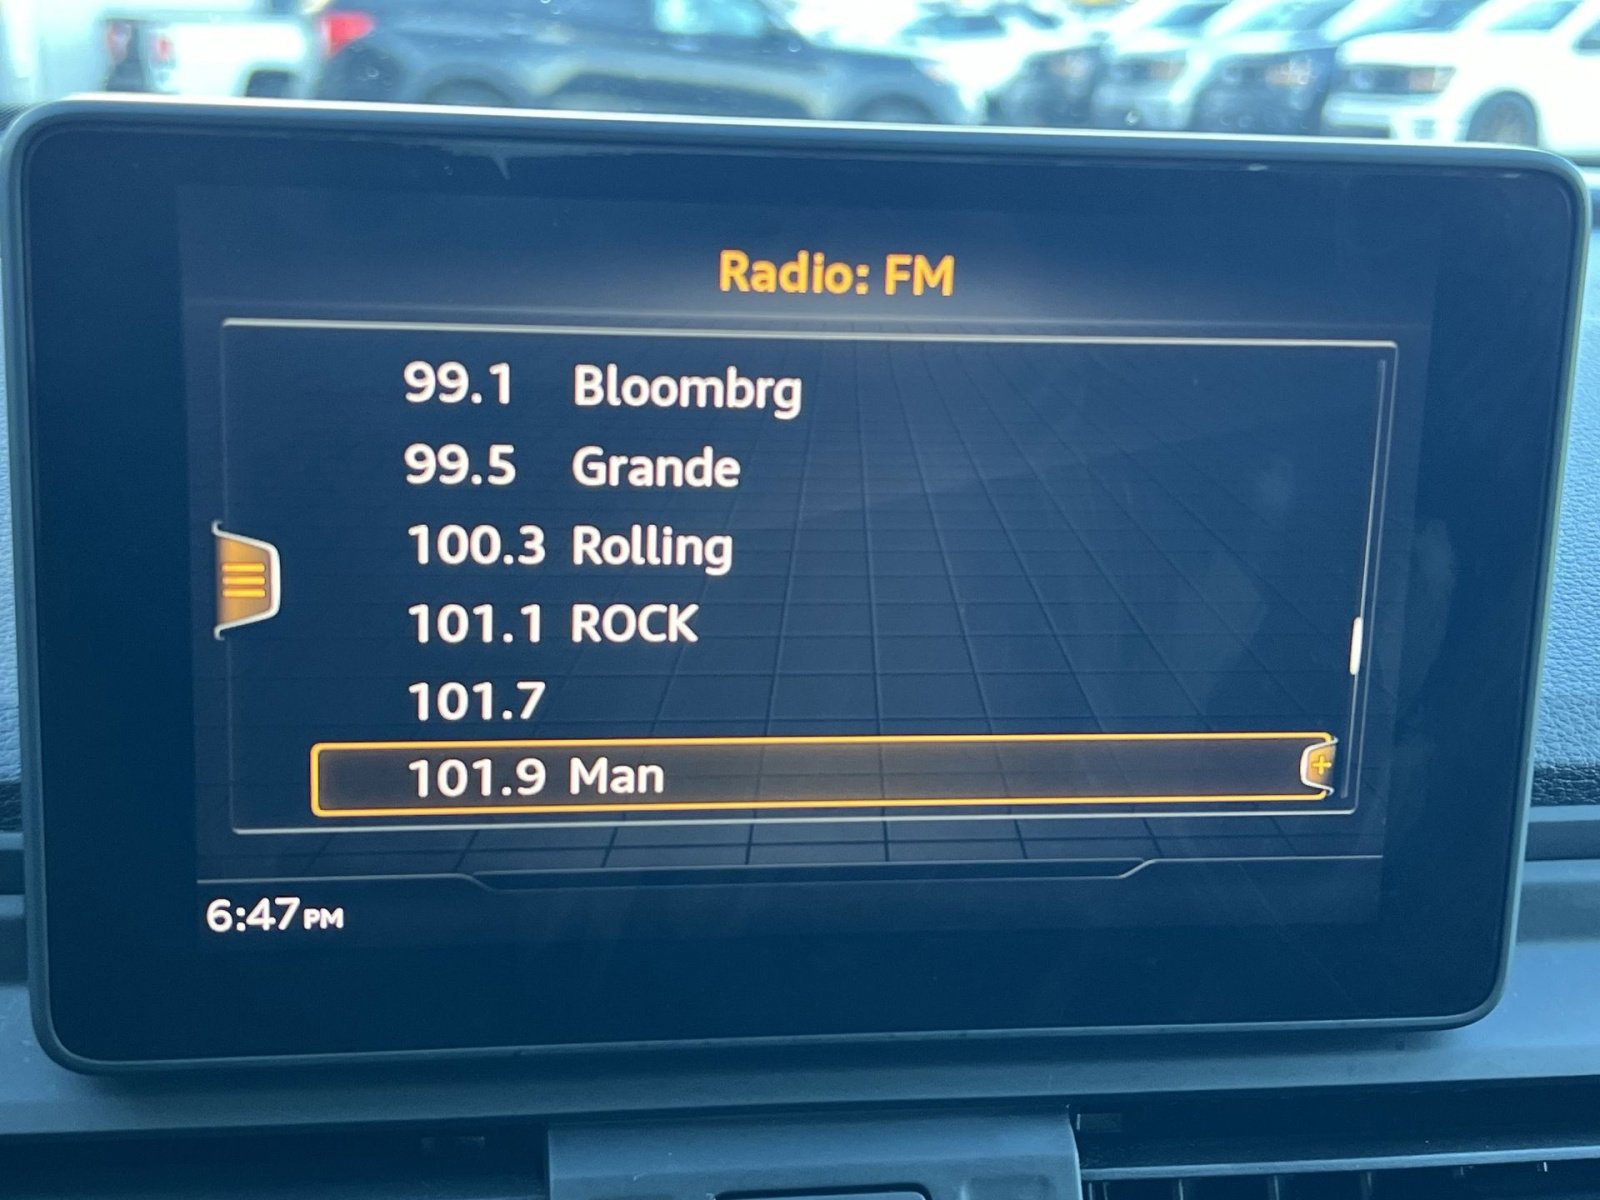 Radio: FM
99.1 Bloombrg
99.5 Grande
100.3 Rolling
101.1 ROCK
101.7
101.9 Man
6:47PM